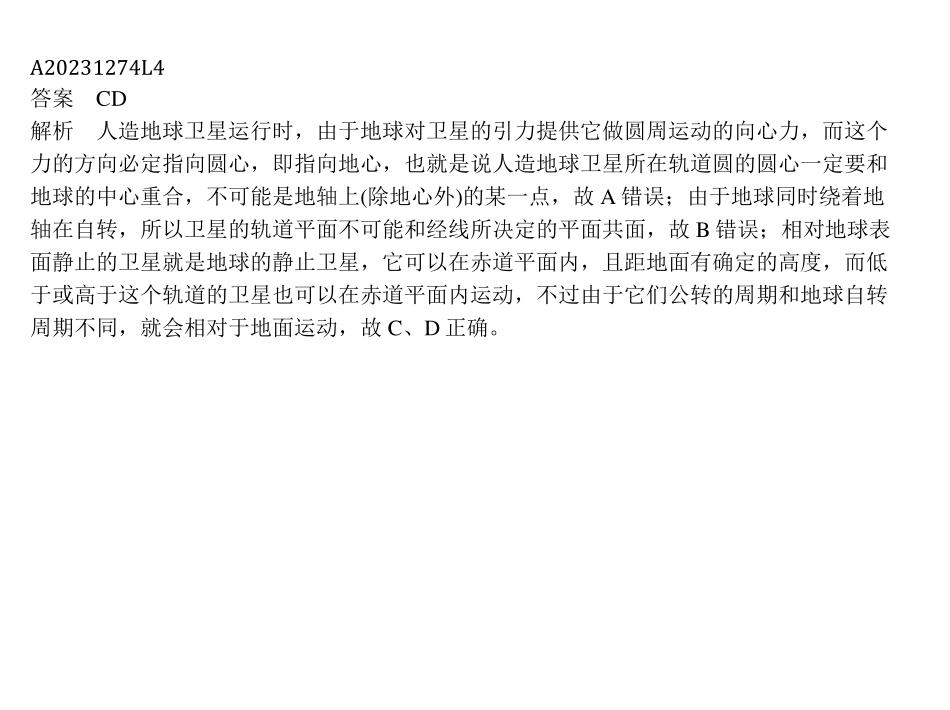 A20231274L4
答案　CD
解析　人造地球卫星运行时，由于地球对卫星的引力提供它做圆周运动的向心力，而这个
力的方向必定指向圆心，即指向地心，也就是说人造地球卫星所在轨道圆的圆心一定要和
地球的中心重合，不可能是地轴上(除地心外)的某一点，故 A 错误；由于地球同时绕着地
轴在自转，所以卫星的轨道平面不可能和经线所决定的平面共面，故 B 错误；相对地球表
面静止的卫星就是地球的静止卫星，它可以在赤道平面内，且距地面有确定的高度，而低
于或高于这个轨道的卫星也可以在赤道平面内运动，不过由于它们公转的周期和地球自转
周期不同，就会相对于地面运动，故 C、D 正确。